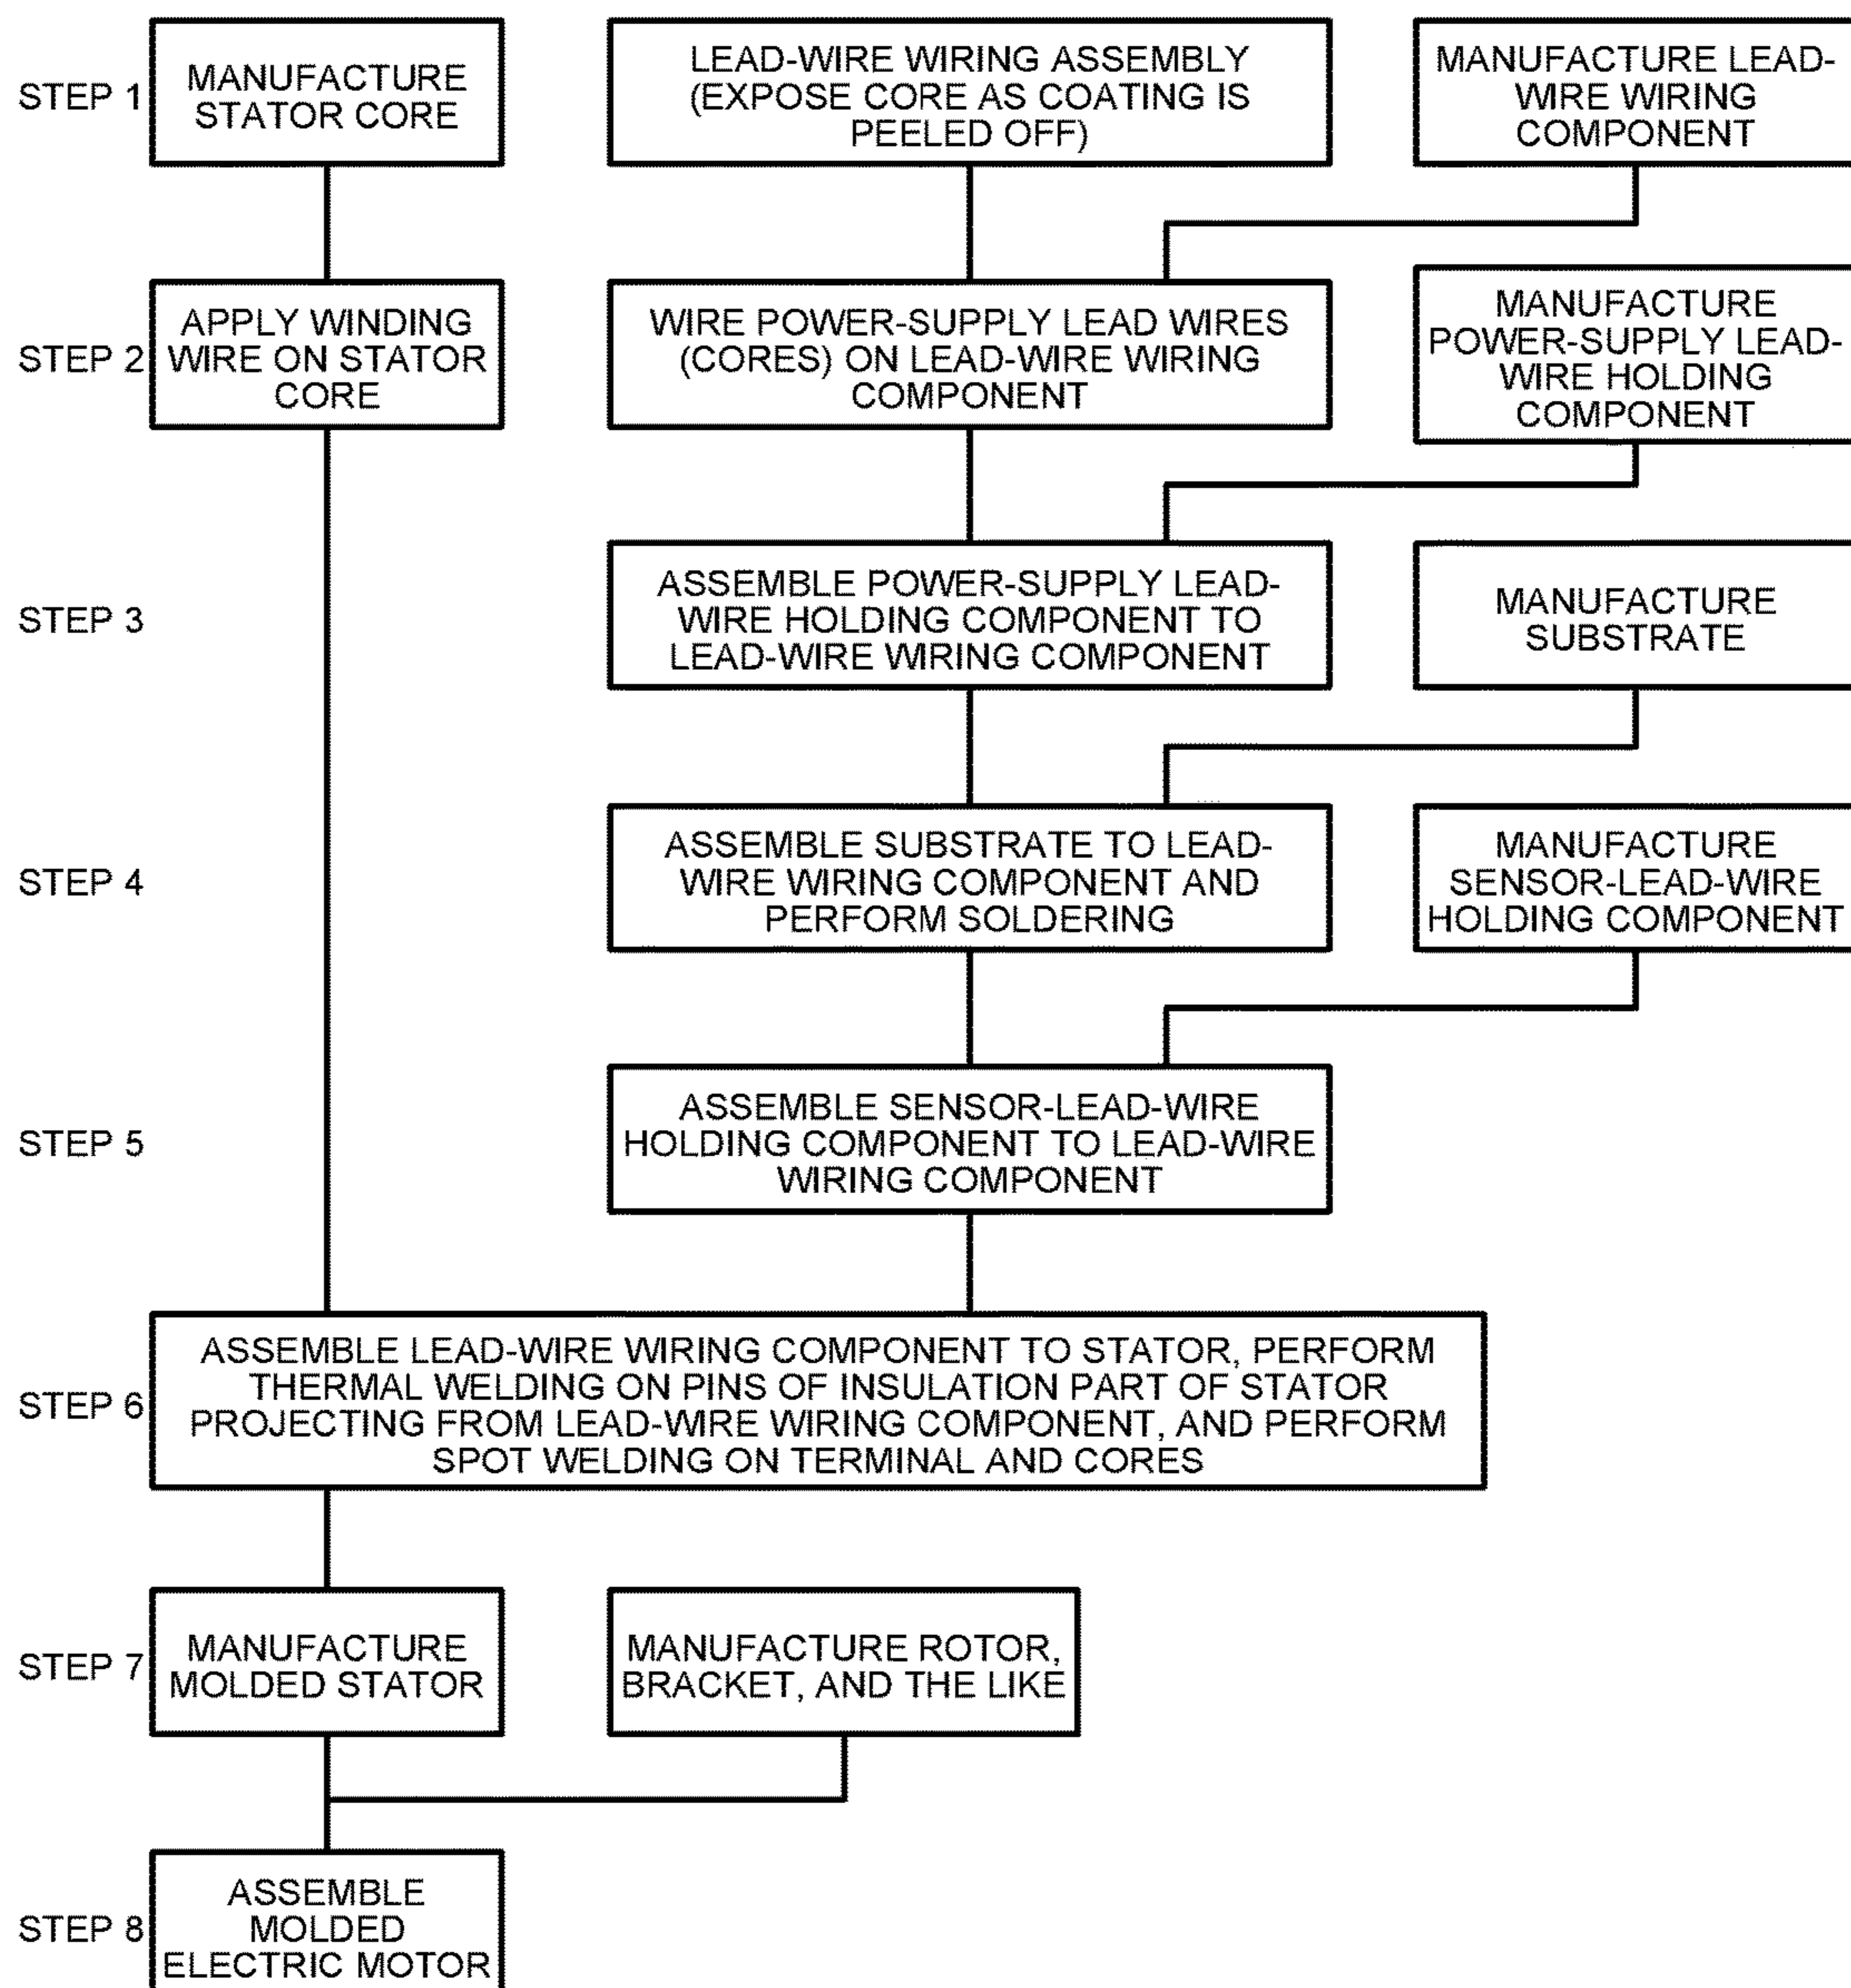 STEP 1
MANUFACTURE
STATOR CORE
LEAD-WIRE WIRING ASSEMBLY
(EXPOSE CORE AS COATING IS
PEELED OFF)
MANUFACTURE LEAD-
WIRE WIRING
COMPONENT
STEP 2
APPLY WINDING
WIRE ON STATOR
CORE
WIRE POWER-SUPPLY LEAD WIRES
(CORES) ON LEAD-WIRE WIRING
COMPONENT
MANUFACTURE
POWER-SUPPLY LEAD-
WIRE HOLDING
COMPONENT
STEP 3
ASSEMBLE POWER-SUPPLY LEAD-
WIRE HOLDING COMPONENT TO
LEAD-WIRE WIRING COMPONENT
MANUFACTURE
SUBSTRATE
STEP 4
ASSEMBLE SUBSTRATE TO LEAD-
WIRE WIRING COMPONENT AND
PERFORM SOLDERING
MANUFACTURE
SENSOR-LEAD-WIRE
HOLDING COMPONENT
STEP 5
ASSEMBLE SENSOR-LEAD-WIRE
HOLDING COMPONENT TO LEAD-WIRE
WIRING COMPONENT
STEP 6
ASSEMBLE LEAD-WIRE WIRING COMPONENT TO STATOR, PERFORM
THERMAL WELDING ON PINS OF INSULATION PART OF STATOR
PROJECTING FROM LEAD-WIRE WIRING COMPONENT, AND PERFORM
SPOT WELDING ON TERMINAL AND CORES
STEP 7
MANUFACTURE
MOLDED STATOR
MANUFACTURE ROTOR,
BRACKET, AND THE LIKE
STEP 8
ASSEMBLE
MOLDED
ELECTRIC MOTOR